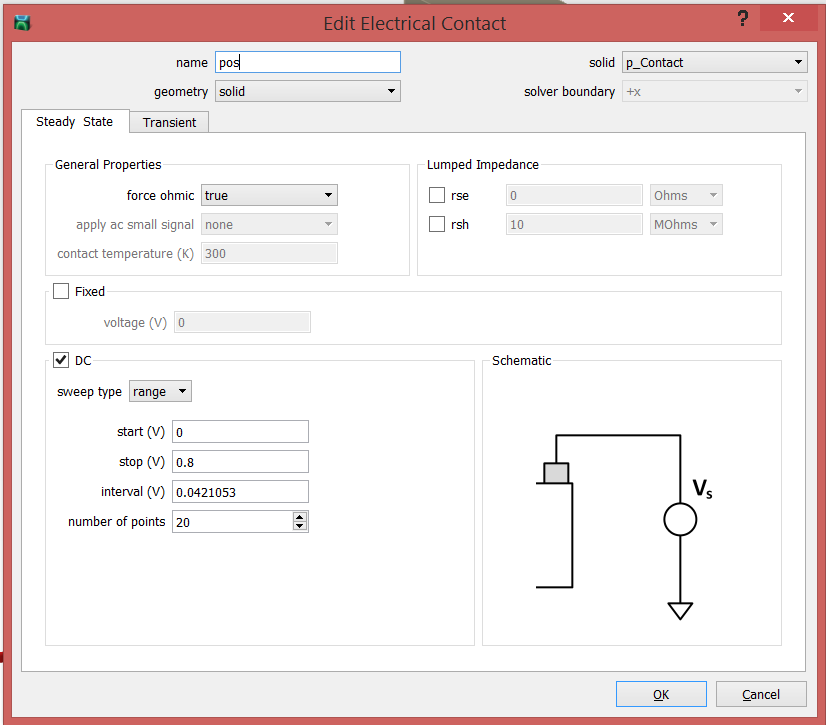 Edit Electrical Contact
?
name pos solid p_Contact
geometry solid solver boundary +x
Steady State Transient
General Properties
force ohmic true
apply ac small signal none
contact temperature (K) 300
Lumped Impedance
rse 0 Ohms
rsh 10 MOhms
Fixed
voltage (V) 0
DC
sweep type range
start (V) 0
stop (V) 0.8
interval (V) 0.0421053
number of points 20
Schematic
Vs
OK Cancel